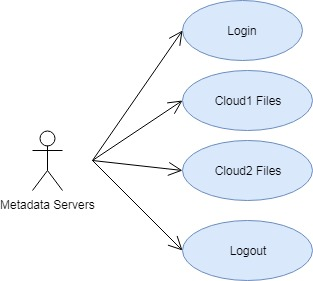 Login
Cloud1 Files
Cloud2 Files
Metadata Servers
Logout